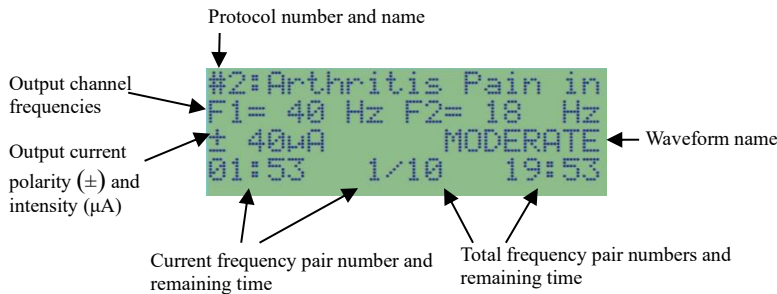 Protocol number and name
Output channel
frequencies
#2:Arthritis Pain in
F1= 40 Hz F2= 18 Hz
± 40µA MODERATE
01:53 1/10 19:53
Output current
polarity (±) and
intensity (µA)
Waveform name
Current frequency pair number and
remaining time
Total frequency pair numbers and
remaining time